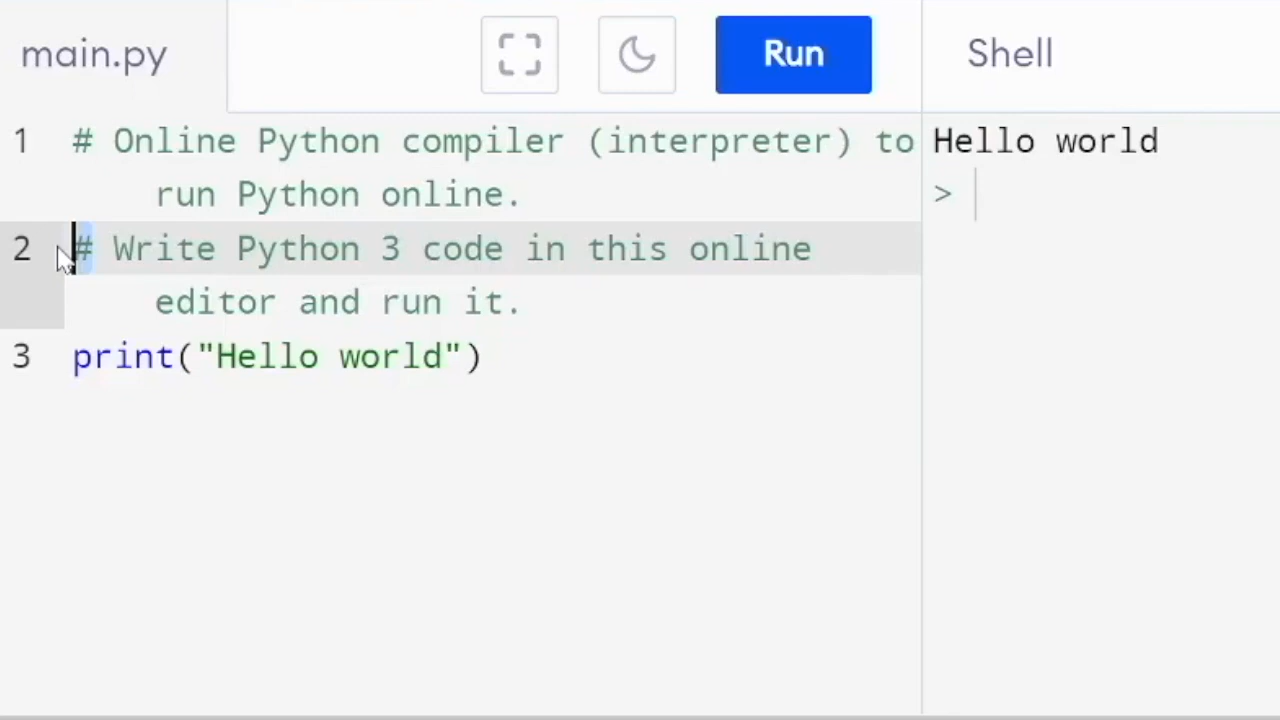 main.py
Run
Shell
1 # Online Python compiler (interpreter) to
run Python online.
2 # Write Python 3 code in this online
editor and run it.
3 print("Hello world")
Hello world
>